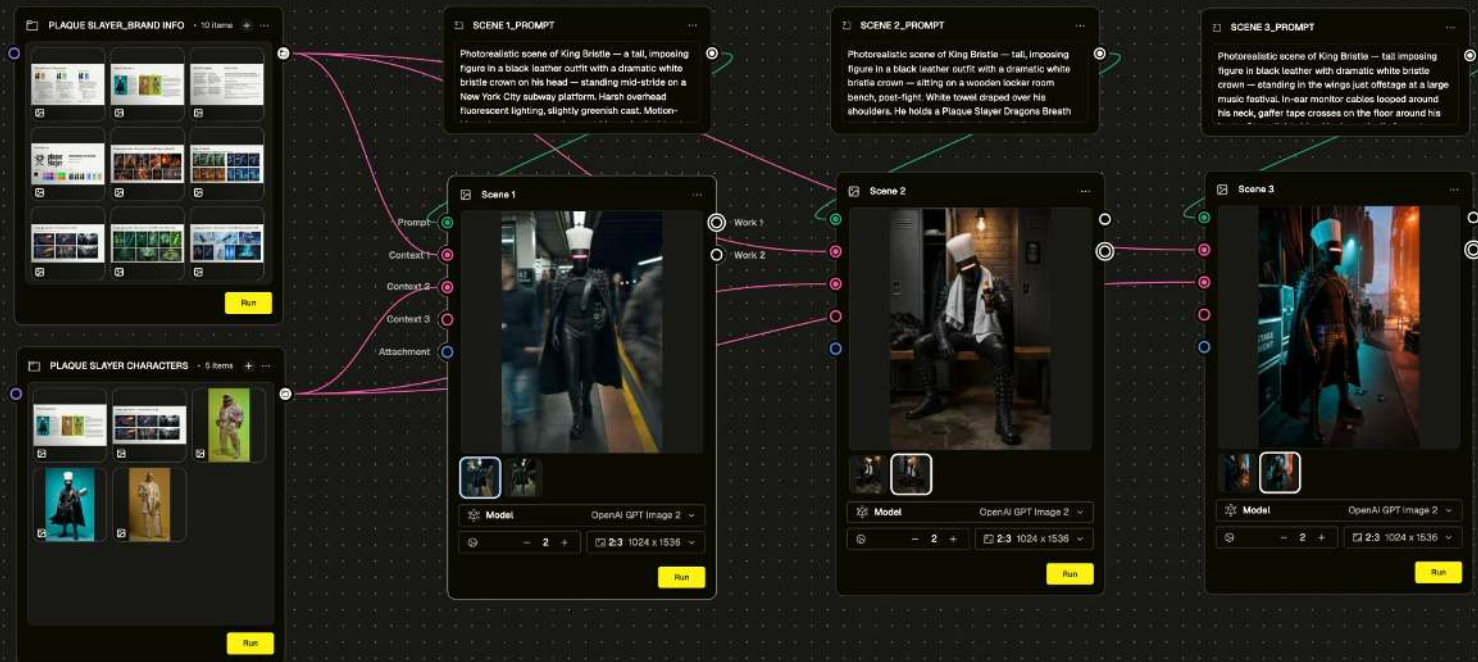 PLAQUE SLAYER_BRAND INFO • 10 items + ...
Run
PLAQUE SLAYER CHARACTERS • 5 items + ...
Run
SCENE 1_PROMPT ...
Photorealistic scene of King Bristle — a tall, imposing
figure in a black leather outfit with a dramatic white
bristle crown on his head — standing mid-stride on a
New York City subway platform. Harsh overhead
fluorescent lighting, slightly greenish cast. Motion-
Scene 1 ...
Prompt
Context 1
Context 2
Context 3
Attachment
Work 1
Work 2
Model OpenAI GPT Image 2
− 2 + 2:3 1024 x 1536
Run
SCENE 2_PROMPT ...
Photorealistic scene of King Bristle — tall, imposing
figure in a black leather outfit with a dramatic white
bristle crown — sitting on a wooden locker room
bench, post-fight. White towel draped over his
shoulders. He holds a Plaque Slayer Dragons Breath
Scene 2 ...
Model OpenAI GPT Image 2
− 2 + 2:3 1024 x 1536
Run
SCENE 3_PROMPT ...
Photorealistic scene of King Bristle — tall, imposing
figure in black leather with dramatic white bristle
crown — standing in the wings just offstage at a large
music festival. In-ear monitor cables looped around
his neck, gaffer tape crosses on the floor around his
Scene 3 ...
Model OpenAI GPT Image 2
− 2 + 2:3 1024 x 1536
Run